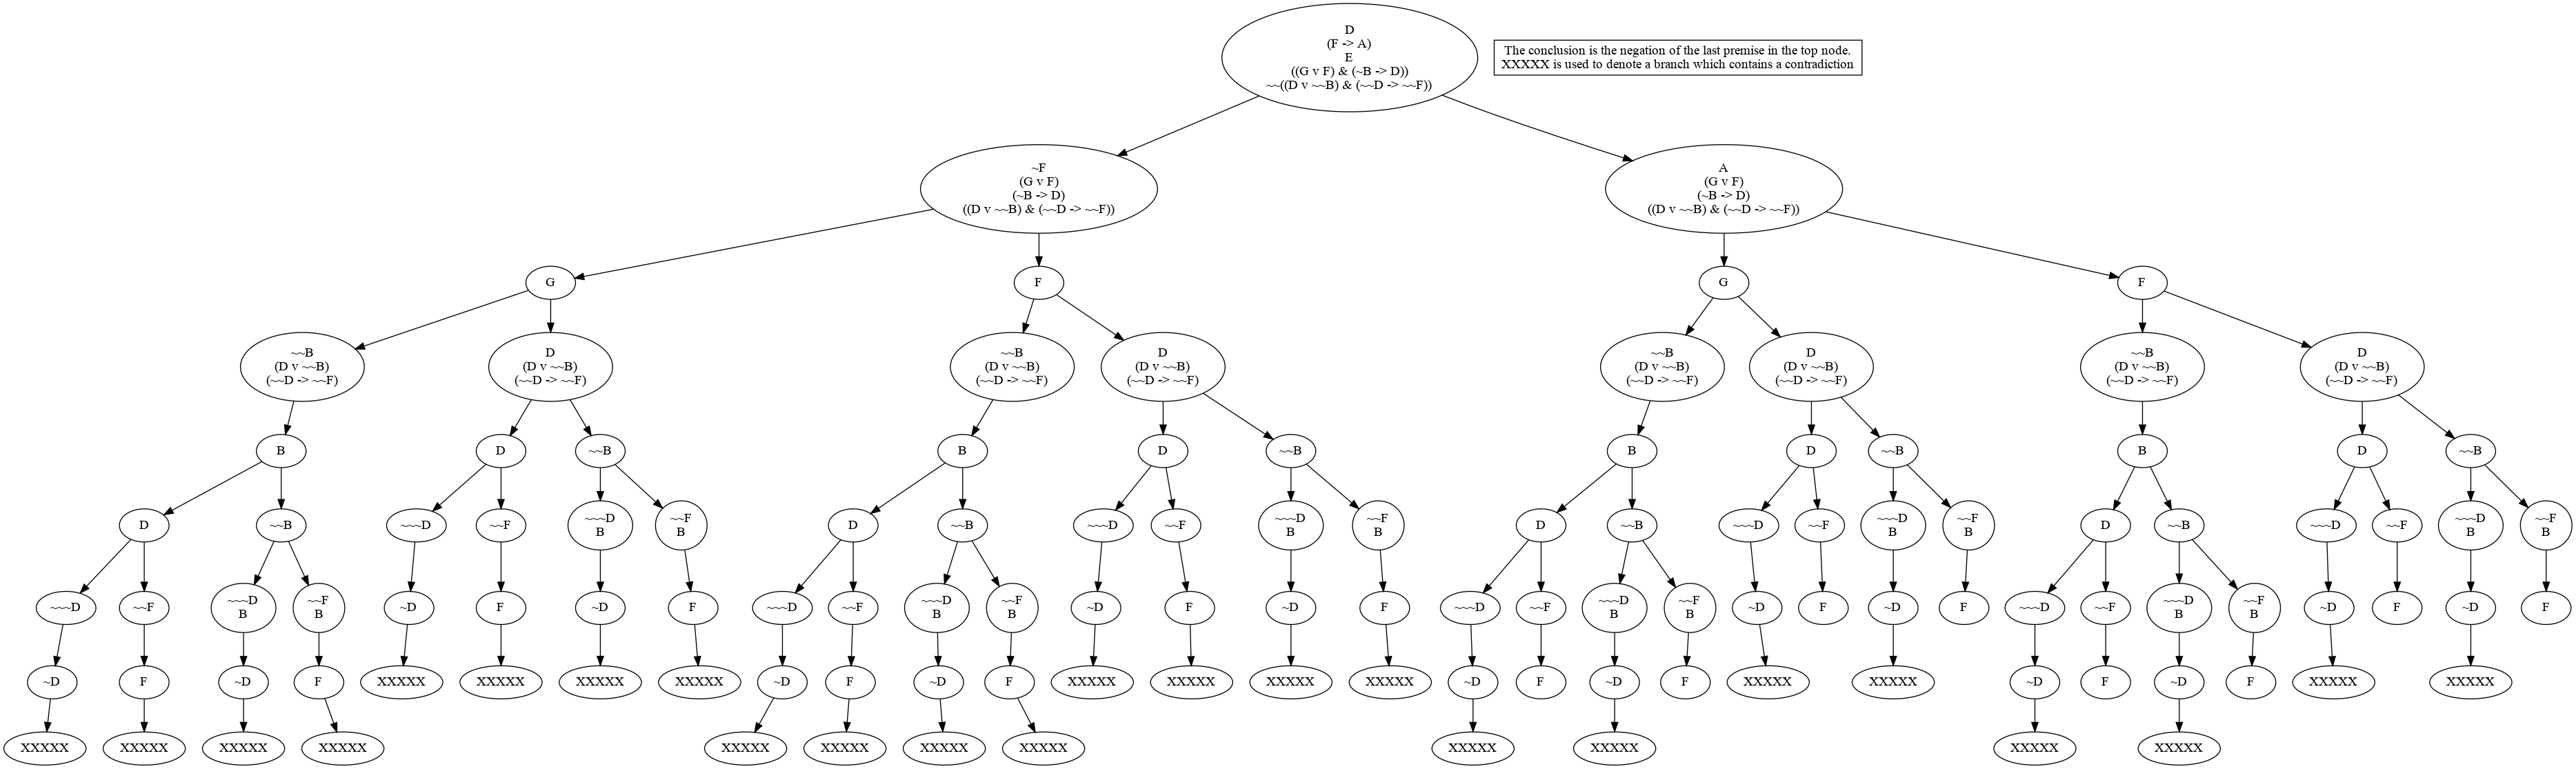 D
(F -> A)
E
((G v F) & (~B -> D))
~~((D v ~~B) & (~~D -> ~~F))
The conclusion is the negation of the last premise in the top node.
XXXXX is used to denote a branch which contains a contradiction
~F
(G v F)
(~B -> D)
((D v ~~B) & (~~D -> ~~F))
A
(G v F)
(~B -> D)
((D v ~~B) & (~~D -> ~~F))
G
F
G
F
~~B
(D v ~~B)
(~~D -> ~~F)
D
(D v ~~B)
(~~D -> ~~F)
~~B
(D v ~~B)
(~~D -> ~~F)
D
(D v ~~B)
(~~D -> ~~F)
~~B
(D v ~~B)
(~~D -> ~~F)
D
(D v ~~B)
(~~D -> ~~F)
~~B
(D v ~~B)
(~~D -> ~~F)
D
(D v ~~B)
(~~D -> ~~F)
B
D
~~B
B
D
~~B
B
D
~~B
B
D
~~B
D
~~B
~~~D
~~F
~~~D
B
~~F
B
D
~~B
~~~D
~~F
~~~D
B
~~F
B
D
~~B
~~~D
~~F
~~~D
B
~~F
B
D
~~B
~~~D
~~F
~~~D
B
~~F
B
~~~D
~~F
~~~D
B
~~F
B
~D
F
~D
F
~~~D
~~F
~~~D
B
~~F
B
~D
F
~D
F
~~~D
~~F
~~~D
B
~~F
B
~D
F
~D
F
~~~D
~~F
~~~D
B
~~F
B
~D
F
~D
F
~D
F
~D
F
XXXXX
XXXXX
XXXXX
XXXXX
~D
F
~D
F
XXXXX
XXXXX
XXXXX
XXXXX
~D
F
~D
F
XXXXX
XXXXX
~D
F
~D
F
XXXXX
XXXXX
XXXXX
XXXXX
XXXXX
XXXXX
XXXXX
XXXXX
XXXXX
XXXXX
XXXXX
XXXXX
XXXXX
XXXXX